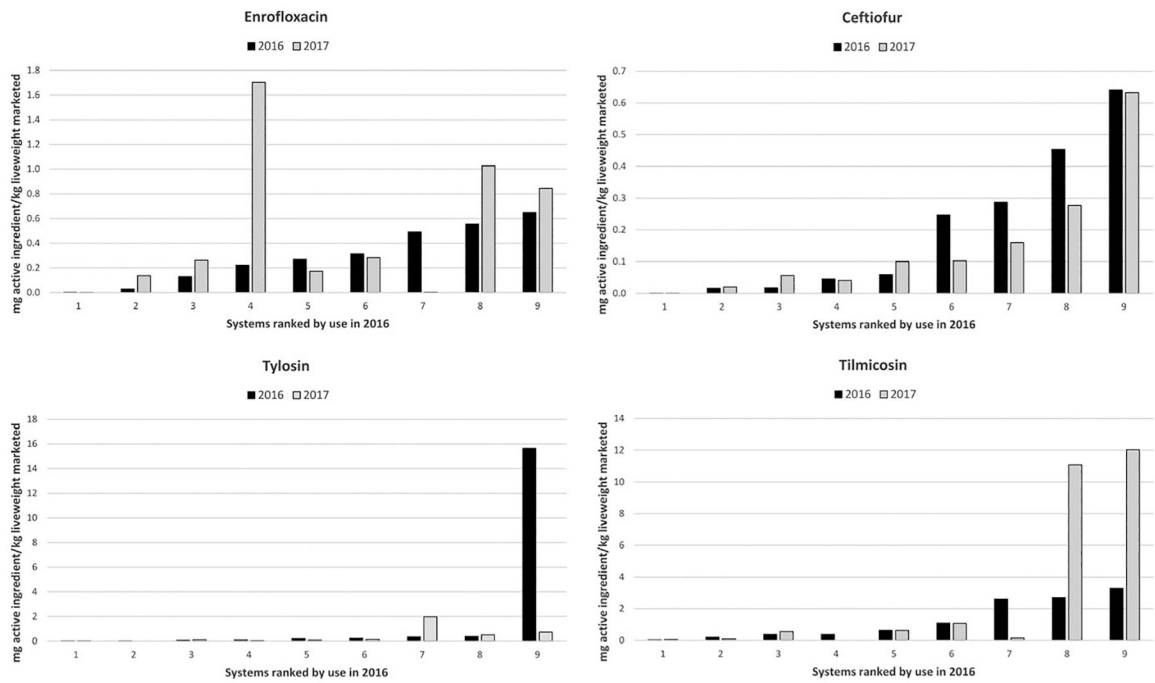 Enrofloxacin
2016 2017
mg active ingredient/kg liveweight marketed
1.8
1.6
1.4
1.2
1.0
0.8
0.6
0.4
0.2
0.0
1 2 3 4 5 6 7 8 9
Systems ranked by use in 2016
Ceftiofur
2016 2017
mg active ingredient/kg liveweight marketed
0.7
0.6
0.5
0.4
0.3
0.2
0.1
0.0
1 2 3 4 5 6 7 8 9
Systems ranked by use in 2016
Tylosin
2016 2017
mg active ingredient/kg liveweight marketed
18
16
14
12
10
8
6
4
2
0
1 2 3 4 5 6 7 8 9
Systems ranked by use in 2016
Tilmicosin
2016 2017
mg active ingredient/kg liveweight marketed
14
12
10
8
6
4
2
0
1 2 3 4 5 6 7 8 9
Systems ranked by use in 2016